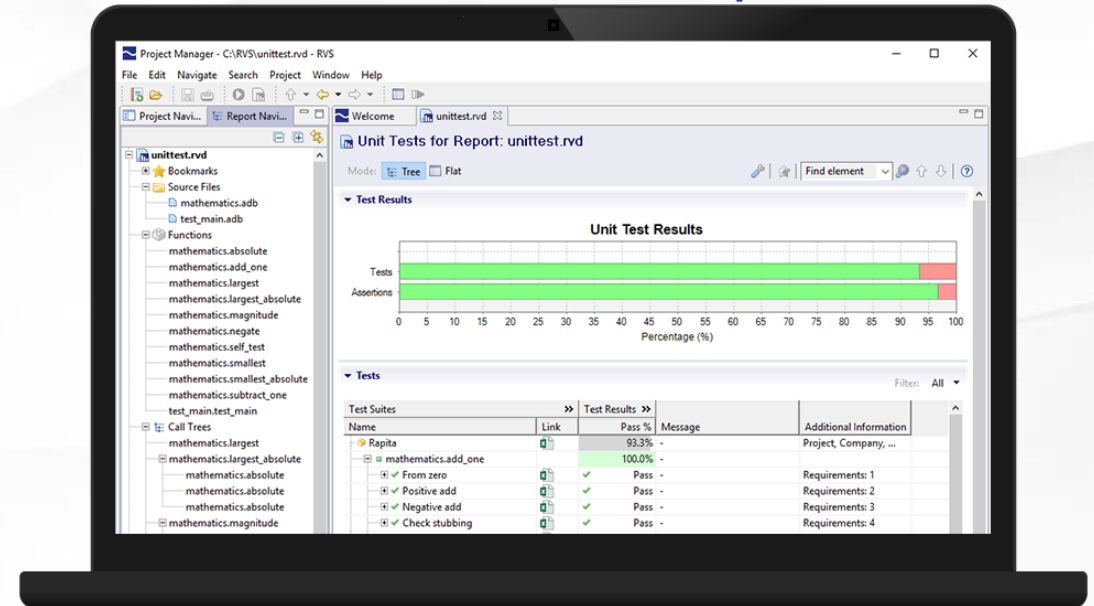 Project Manager - C:\RVS\unittest.rvd - RVS
File Edit Navigate Search Project Window Help
Project Navi... Report Navi...
Welcome unittest.rvd
Unit Tests for Report: unittest.rvd
Mode: Tree Flat Find element
unittest.rvd
Bookmarks
Source Files
mathematics.adb
test_main.adb
Functions
mathematics.absolute
mathematics.add_one
mathematics.largest
mathematics.largest_absolute
mathematics.magnitude
mathematics.negate
mathematics.self_test
mathematics.smallest
mathematics.smallest_absolute
mathematics.subtract_one
test_main.test_main
Call Trees
mathematics.largest
mathematics.largest_absolute
mathematics.absolute
mathematics.absolute
mathematics.absolute
mathematics.magnitude
Test Results
Unit Test Results
Tests
Assertions
0 5 10 15 20 25 30 35 40 45 50 55 60 65 70 75 80 85 90 95 100
Percentage (%)
Tests
Filter: All
Test Suites Test Results
Name Link Pass % Message Additional Information
Rapita 93.3% - Project, Company, ...
mathematics.add_one 100.0% -
From zero Pass - Requirements: 1
Positive add Pass - Requirements: 2
Negative add Pass - Requirements: 3
Check stubbing Pass - Requirements: 4